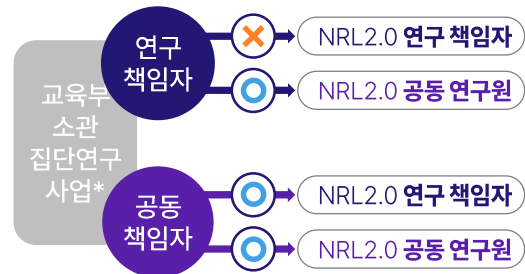 교육부
소관
집단연구
사업*
연구
책임자
NRL2.0 연구 책임자
NRL2.0 공동 연구원
공동
책임자
NRL2.0 연구 책임자
NRL2.0 공동 연구원